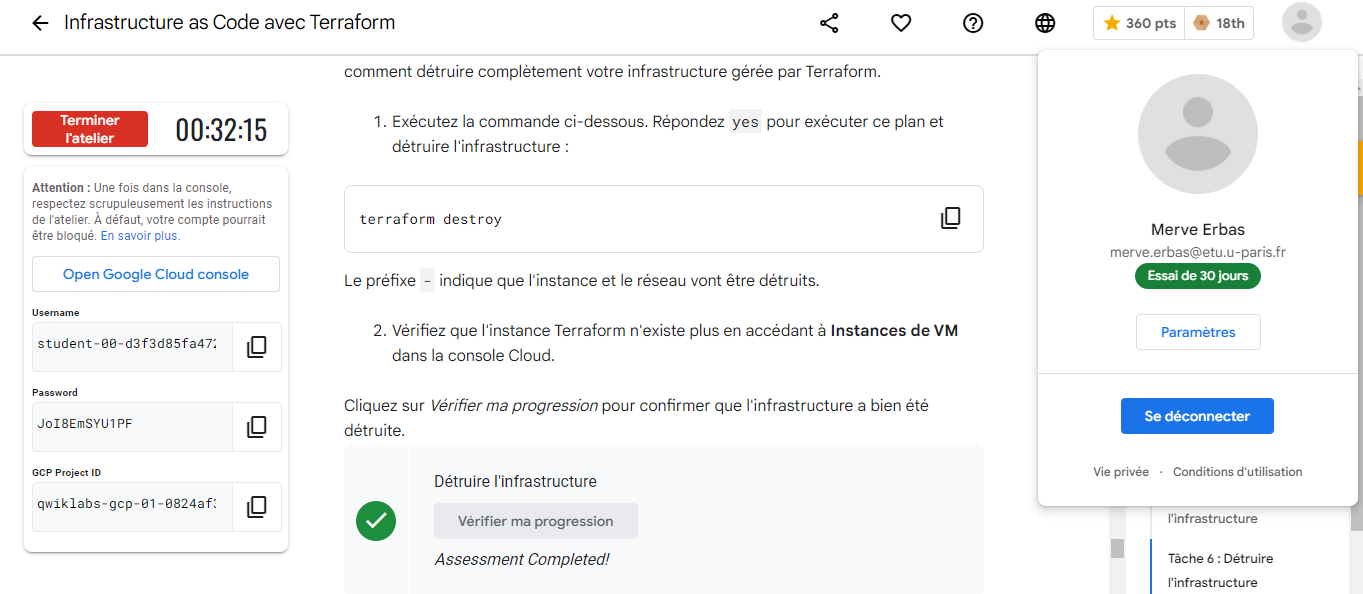 Infrastructure as Code avec Terraform
360 pts
18th
comment détruire complètement votre infrastructure gérée par Terraform.
Terminer
l'atelier
00:32:15
Attention : Une fois dans la console,
respectez scrupuleusement les instructions
de l'atelier. À défaut, votre compte pourrait
être bloqué. En savoir plus.
Open Google Cloud console
Username
student-00-d3f3d85fa472
Password
JoI8EmSYU1PF
GCP Project ID
qwiklabs-gcp-01-0824af3
1. Exécutez la commande ci-dessous. Répondez yes pour exécuter ce plan et
détruire l'infrastructure :
terraform destroy
Le préfixe - indique que l'instance et le réseau vont être détruits.
2. Vérifiez que l'instance Terraform n'existe plus en accédant à Instances de VM
dans la console Cloud.
Cliquez sur Vérifier ma progression pour confirmer que l'infrastructure a bien été
détruite.
Détruire l'infrastructure
Vérifier ma progression
Assessment Completed!
Merve Erbas
merve.erbas@etu.u-paris.fr
Essai de 30 jours
Paramètres
Se déconnecter
Vie privée · Conditions d'utilisation
l'infrastructure
Tâche 6 : Détruire
l'infrastructure